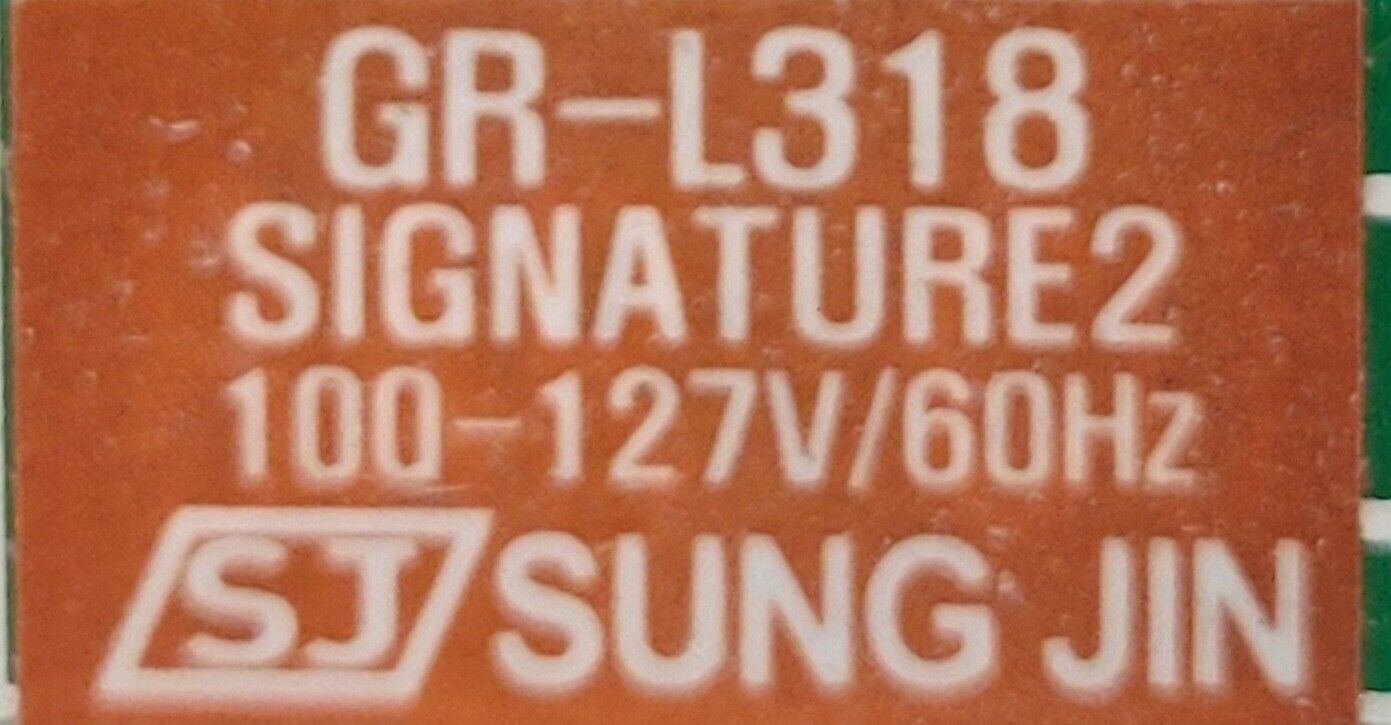 GR-L318
SIGNATURE2
100-127V/60Hz
SJ SUNG JIN